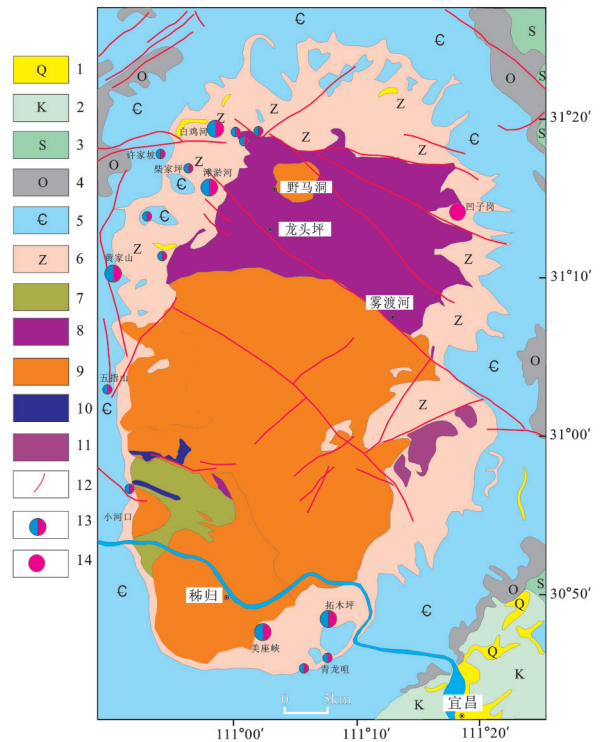 Q 1
K 2
S 3
O 4
Ꞓ 5
Z 6
7
8
9
10
11
12
13
14
Ꞓ
S
Ꞓ
O
O
S
31°20′
Ꞓ
Z
Z
Z
白鸡河
Ꞓ
许家坡
Z
Z
O
柴家坪
滩淤河
S
Ꞓ
野马洞
凹子岗
Z
龙头坪
黄家山
31°10′
雾渡河
Z
O
五指山
Ꞓ
Ꞓ
Z
31°00′
小河口
Ꞓ
秭归
Ꞓ
拓木坪
O
S
30°50′
Q
美座峡
青龙咀
Q
K
K
宜昌
0 5km
111°00′ 111°10′ 111°20′